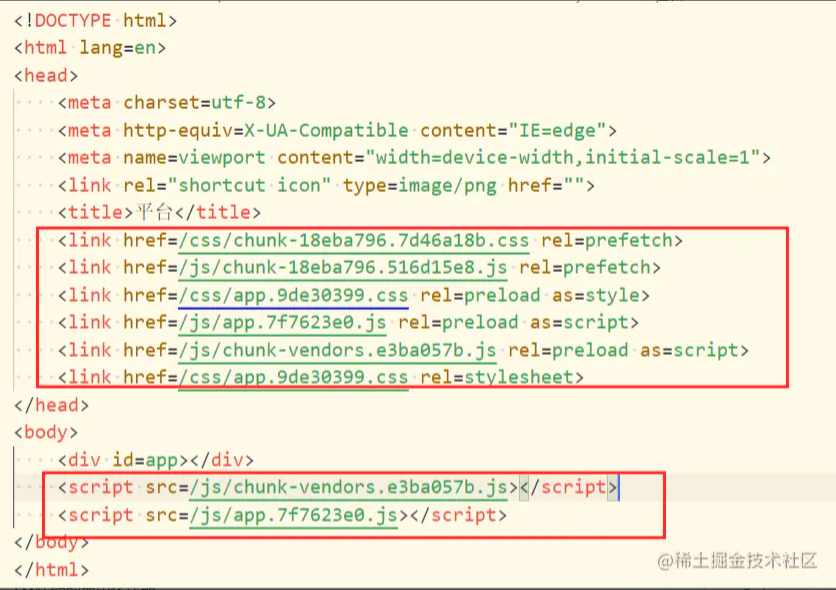 <!DOCTYPE html>
<html lang=en>
<head>
<meta charset=utf-8>
<meta http-equiv=X-UA-Compatible content="IE=edge">
<meta name=viewport content="width=device-width,initial-scale=1">
<link rel="shortcut icon" type=image/png href="">
<title>平台</title>
<link href=/css/chunk-18eba796.7d46a18b.css rel=prefetch>
<link href=/js/chunk-18eba796.516d15e8.js rel=prefetch>
<link href=/css/app.9de30399.css rel=preload as=style>
<link href=/js/app.7f7623e0.js rel=preload as=script>
<link href=/js/chunk-vendors.e3ba057b.js rel=preload as=script>
<link href=/css/app.9de30399.css rel=stylesheet>
</head>
<body>
<div id=app></div>
<script src=/js/chunk-vendors.e3ba057b.js></script>
<script src=/js/app.7f7623e0.js></script>
</body>
</html>
@稀土掘金技术社区